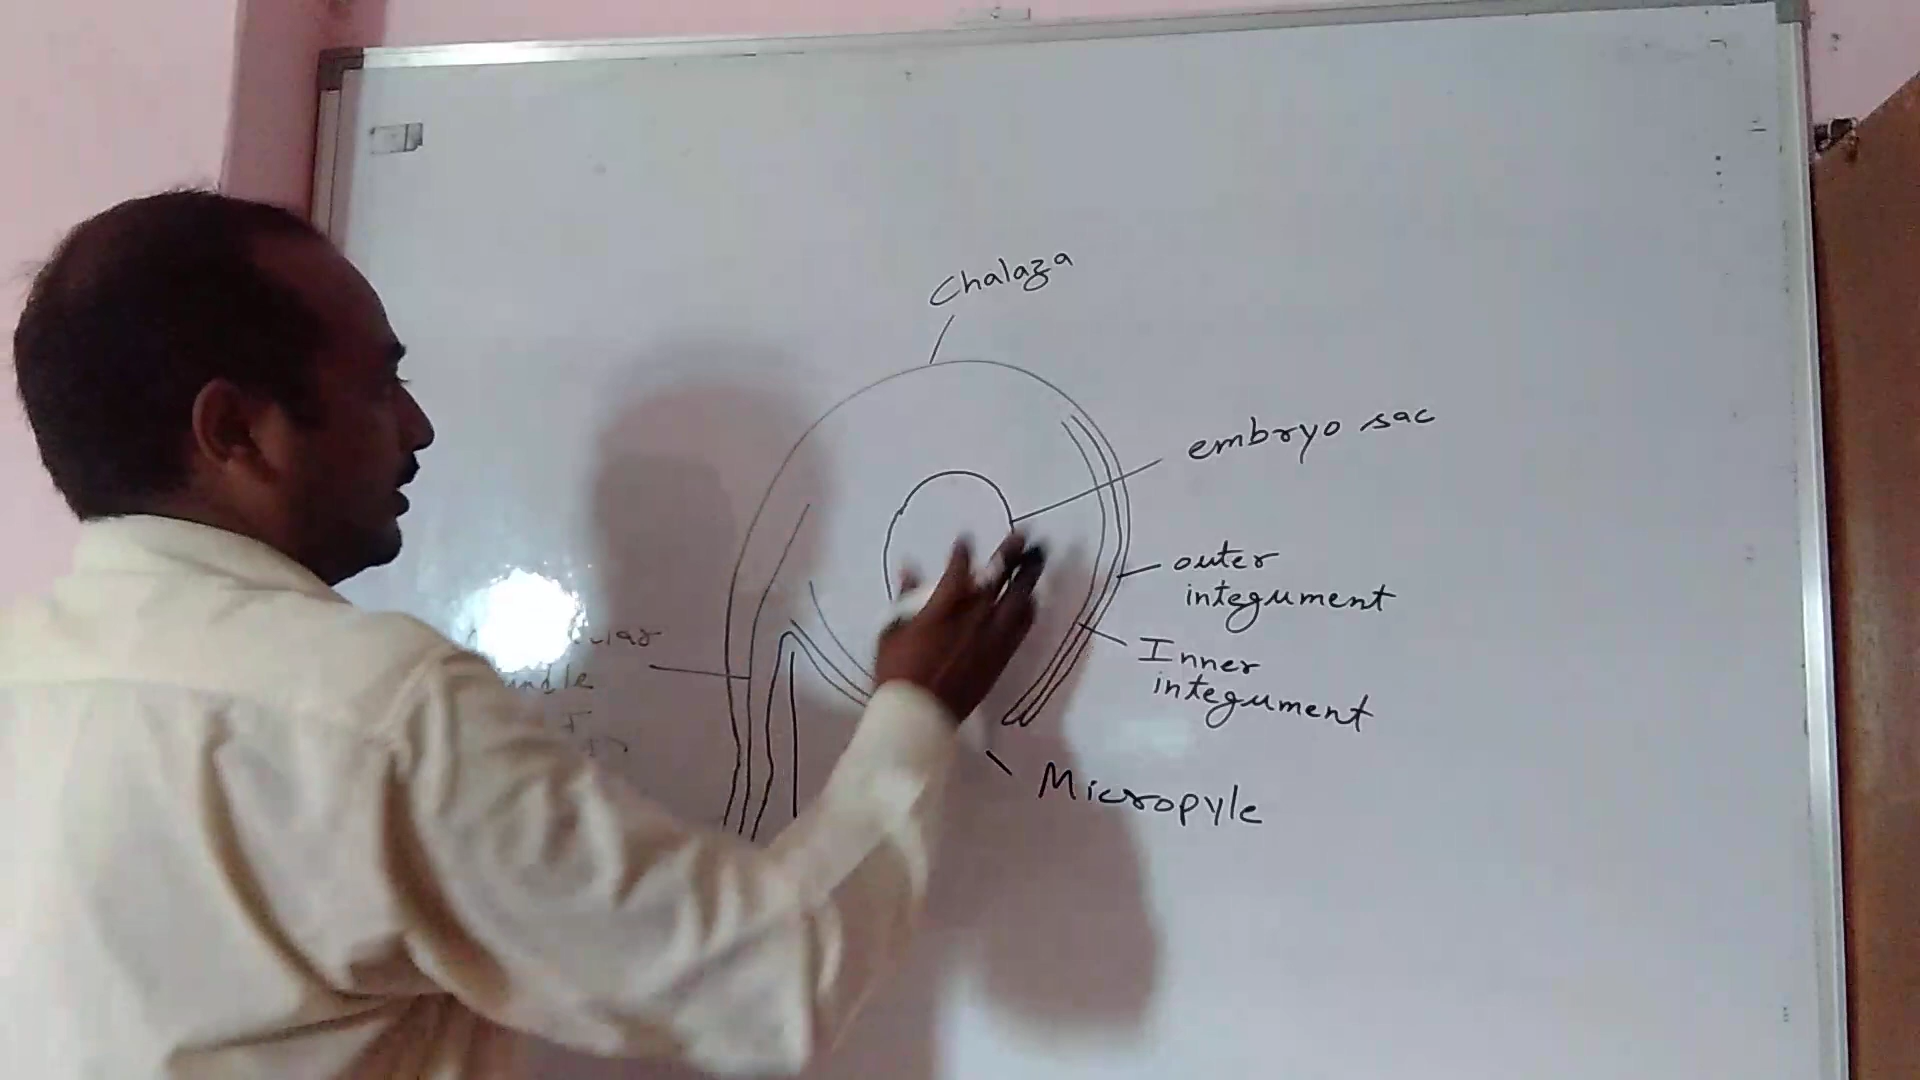 Chalaza
embryo sac
outer
integument
Inner
integument
Micropyle